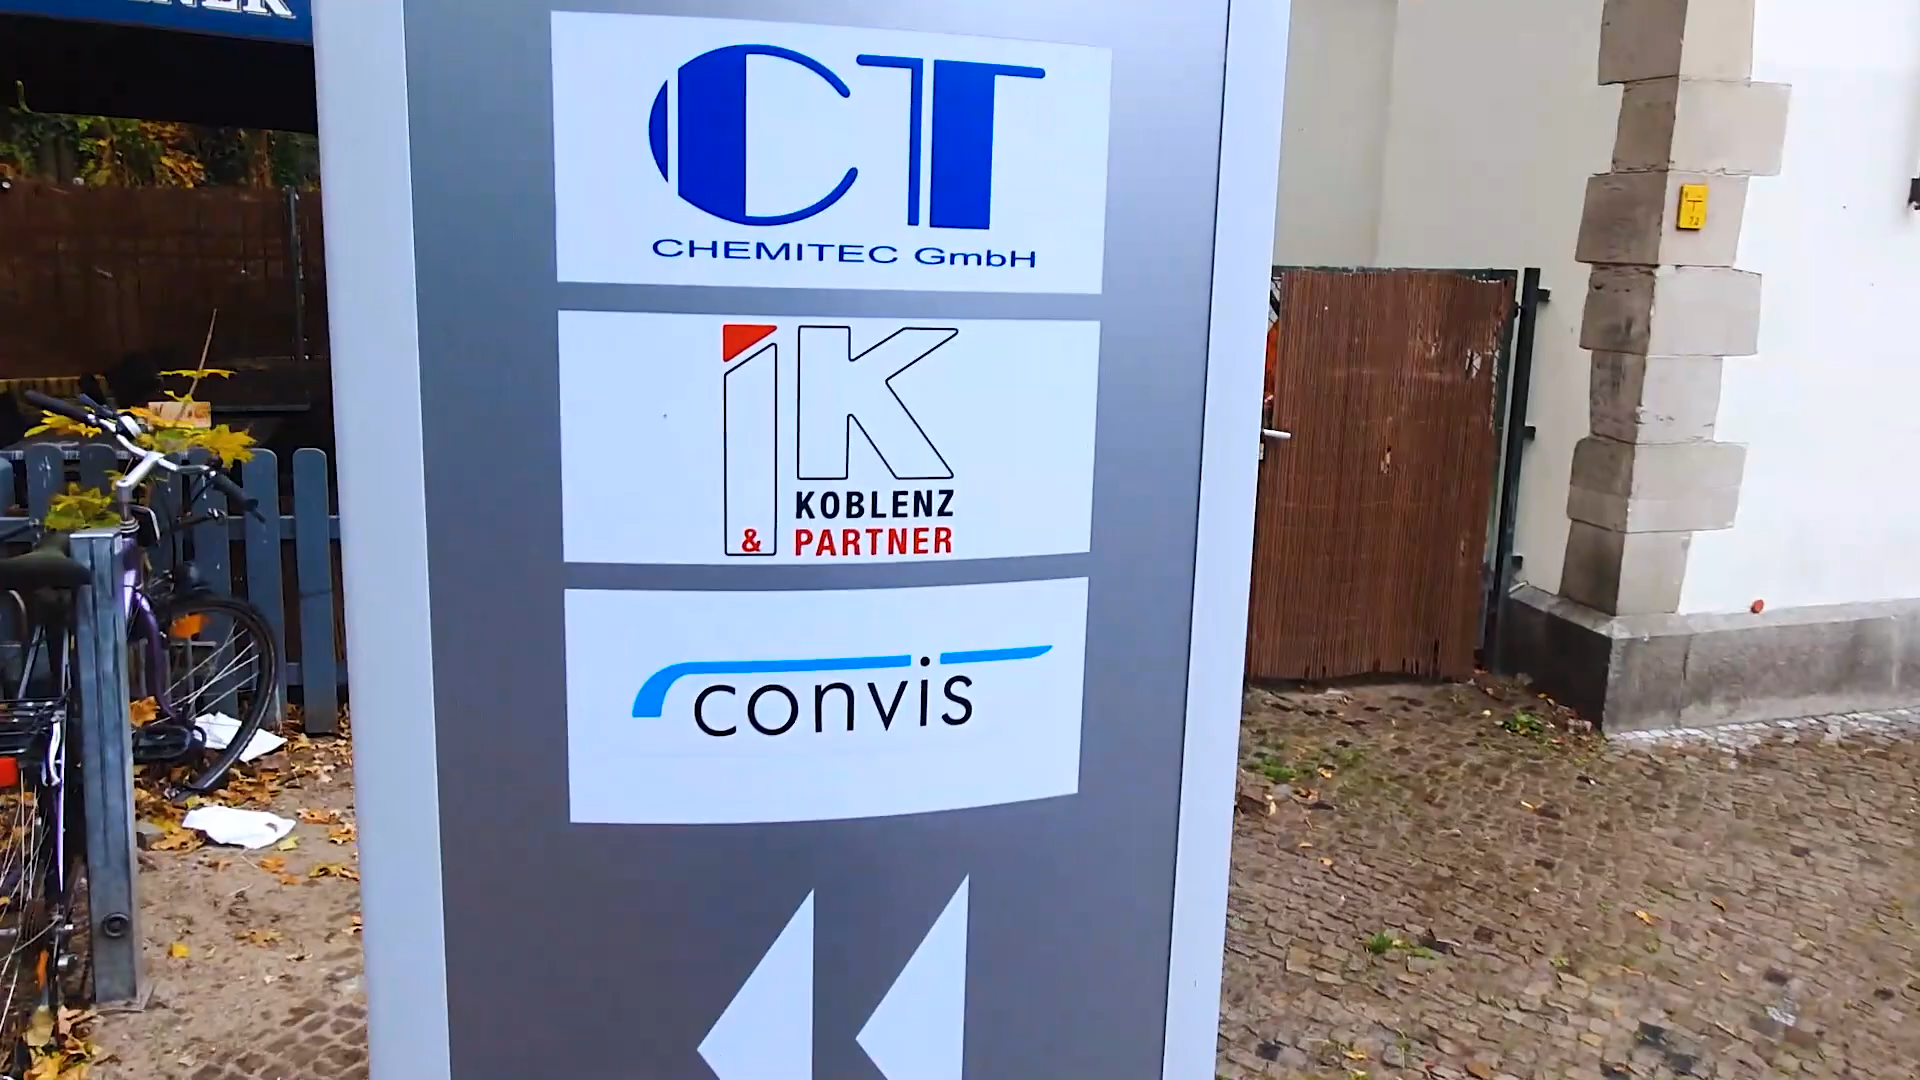 CT
CHEMITEC GmbH
iK
KOBLENZ
& PARTNER
convis